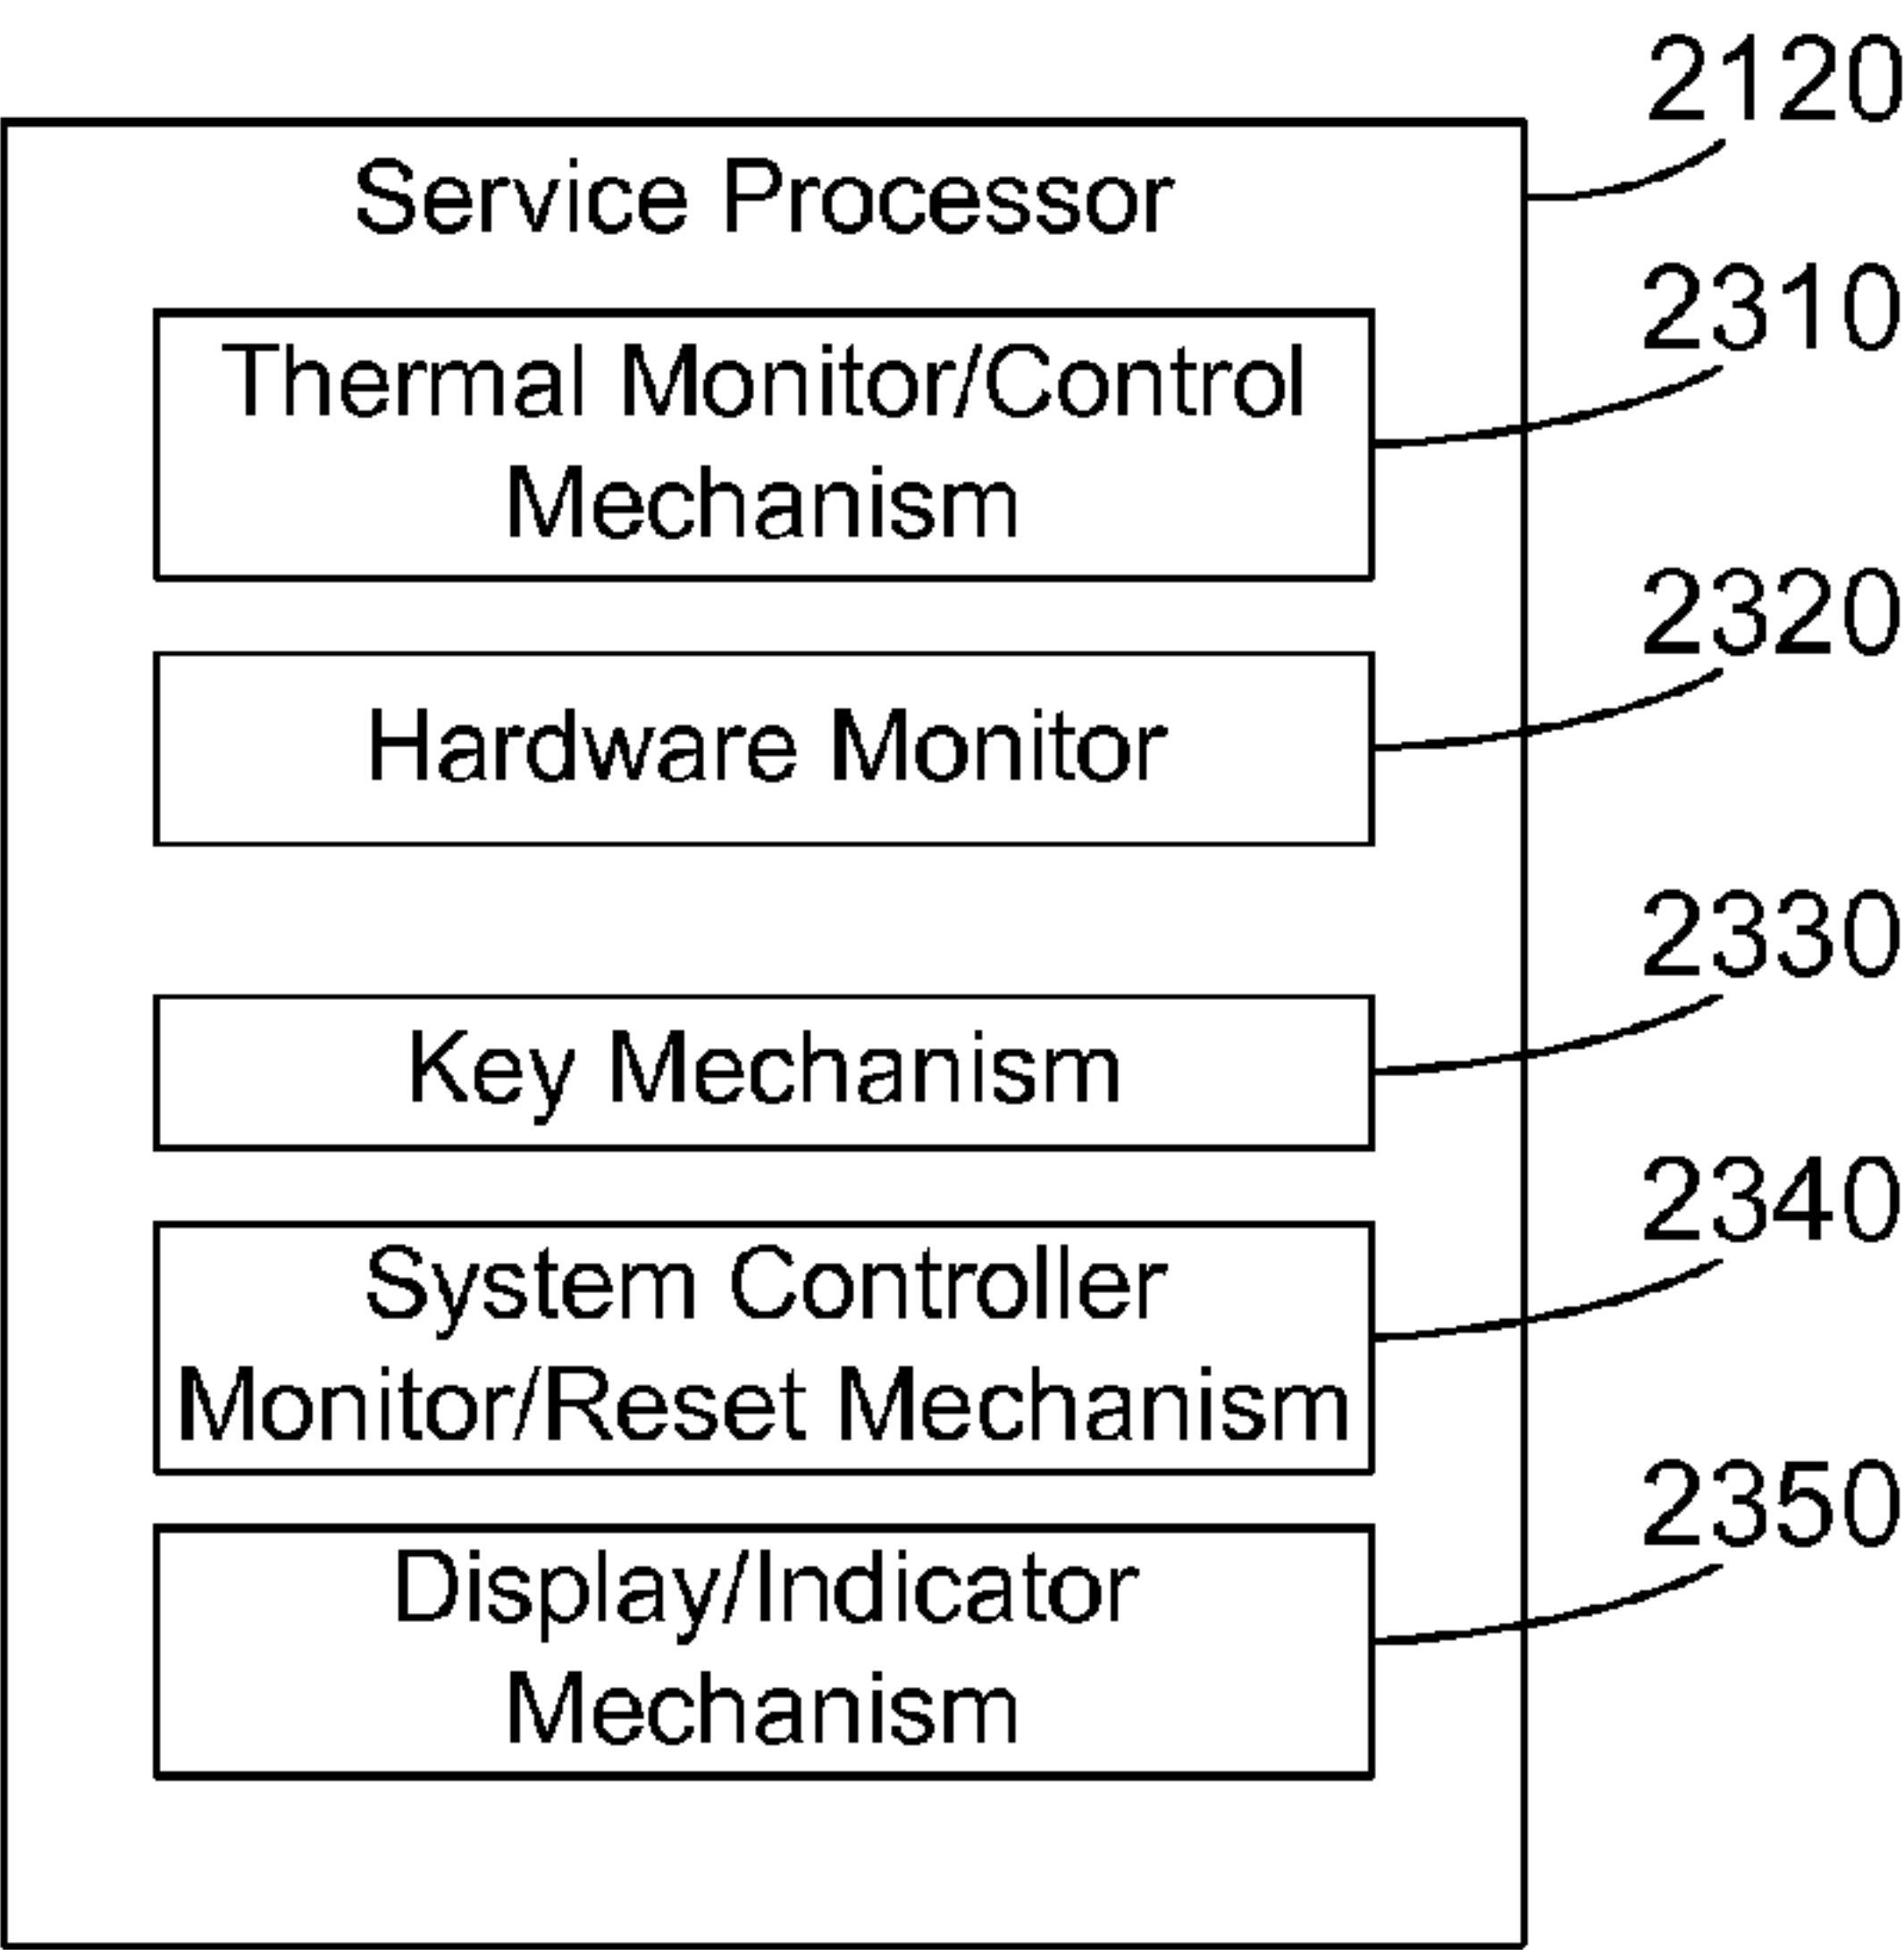 2120
Service Processor
2310
Thermal Monitor/Control
Mechanism
2320
Hardware Monitor
2330
Key Mechanism
2340
System Controller
Monitor/Reset Mechanism
2350
Display/Indicator
Mechanism